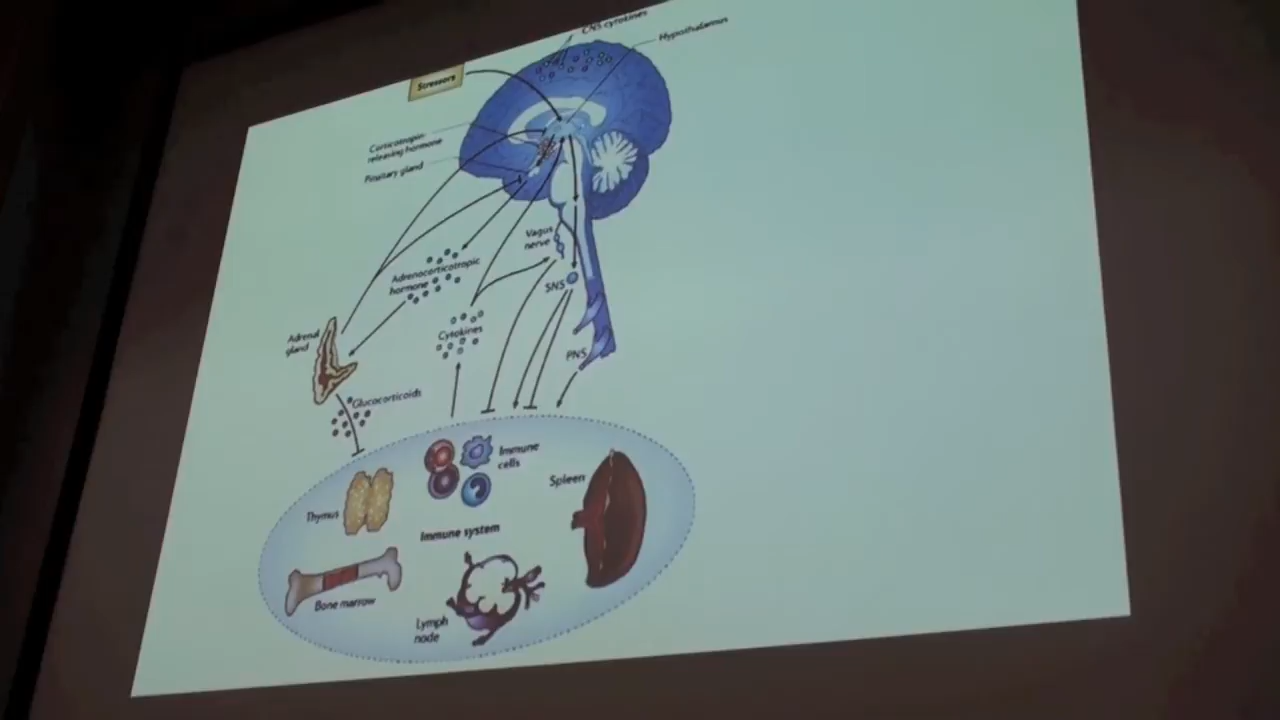 CNS cytokines
Hypothalamus
Stressors
Corticotropin-
releasing hormone
Pituitary gland
Vagus
nerve
Adrenocorticotropic
hormone
SNS
Adrenal
gland
Cytokines
PNS
Glucocorticoids
Immune
cells
Spleen
Thymus
Immune system
Bone marrow
Lymph
node